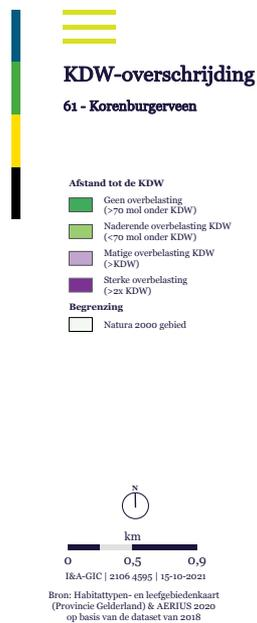 KDW-overschrijding
61 - Korenburgerveen
Afstand tot de KDW
Geen overbelasting
(>70 mol onder KDW)
Naderende overbelasting KDW
(<70 mol onder KDW)
Matige overbelasting KDW
(>KDW)
Sterke overbelasting
(>2x KDW)
Begrenzing
Natura 2000 gebied
N
km
0 0,5 0,9
I&A-GIC | 2106 4595 | 15-10-2021
Bron: Habitattypen- en leefgebiedenkaart
(Provincie Gelderland) & AERIUS 2020
op basis van de dataset van 2018